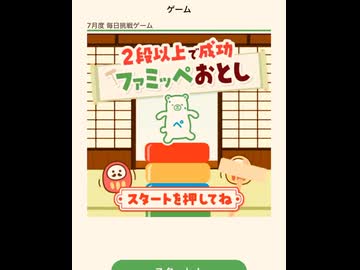 ゲーム
7月度 毎日挑戦ゲーム
2段以上で成功
ファミッペおとし
ペ
スタートを押してね